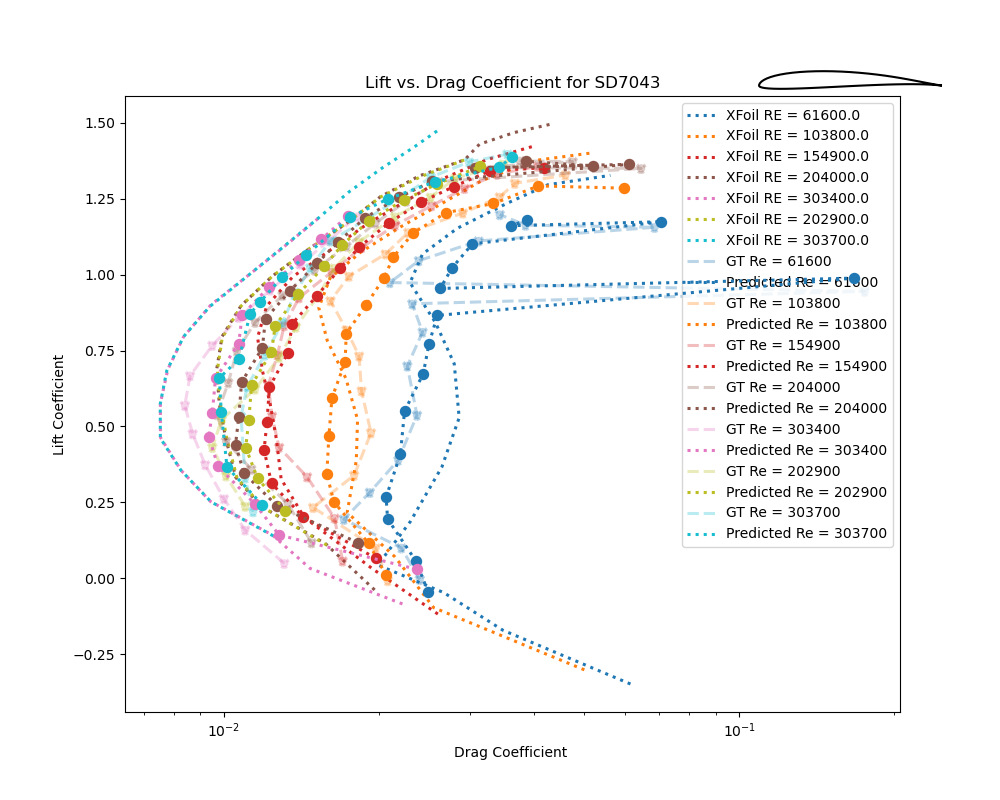 Lift vs. Drag Coefficient for SD7043
Lift Coefficient
1.50
1.25
1.00
0.75
0.50
0.25
0.00
−0.25
XFoil RE = 61600.0
XFoil RE = 103800.0
XFoil RE = 154900.0
XFoil RE = 204000.0
XFoil RE = 303400.0
XFoil RE = 202900.0
XFoil RE = 303700.0
GT Re = 61600
Predicted Re = 61600
GT Re = 103800
Predicted Re = 103800
GT Re = 154900
Predicted Re = 154900
GT Re = 204000
Predicted Re = 204000
GT Re = 303400
Predicted Re = 303400
GT Re = 202900
Predicted Re = 202900
GT Re = 303700
Predicted Re = 303700
10⁻² 10⁻¹
Drag Coefficient